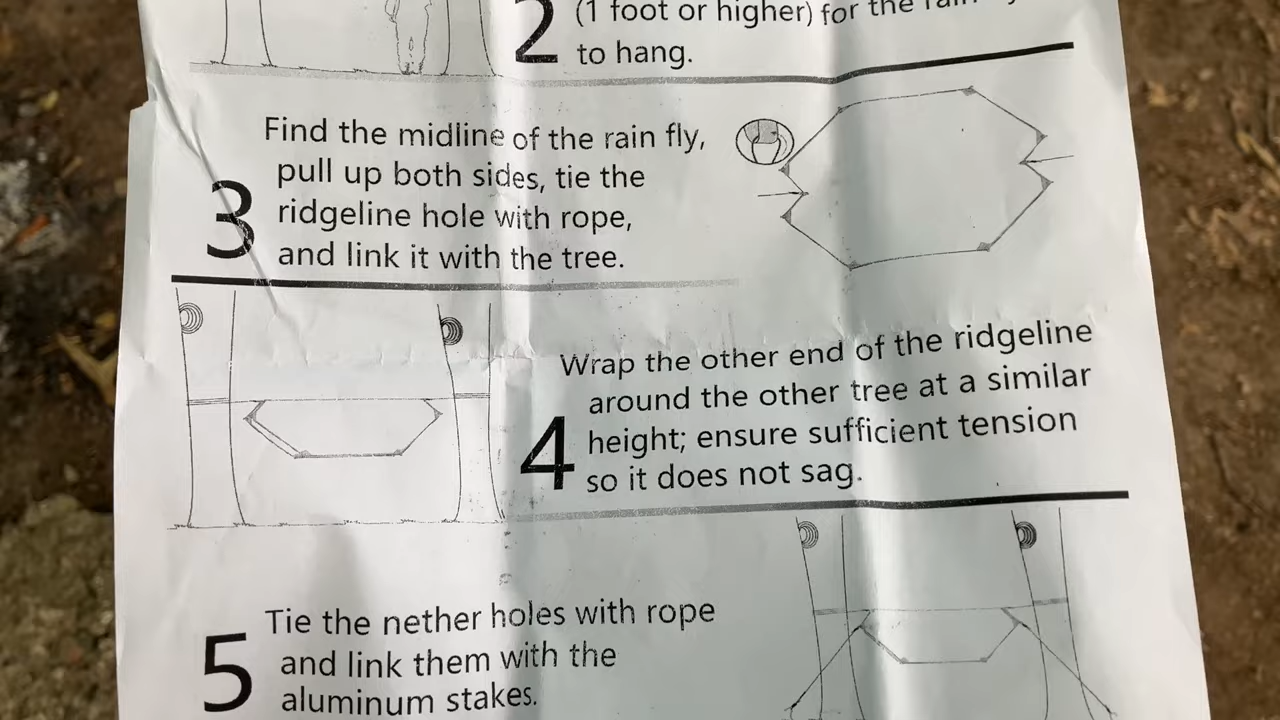 2
(1 foot or higher) for the rain
to hang.
3
Find the midline of the rain fly,
pull up both sides, tie the
ridgeline hole with rope,
and link it with the tree.
4
Wrap the other end of the ridgeline
around the other tree at a similar
height; ensure sufficient tension
so it does not sag.
5
Tie the nether holes with rope
and link them with the
aluminum stakes.